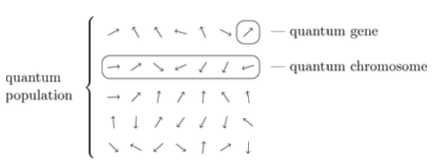 quantum gene
quantum chromosome
quantum
population